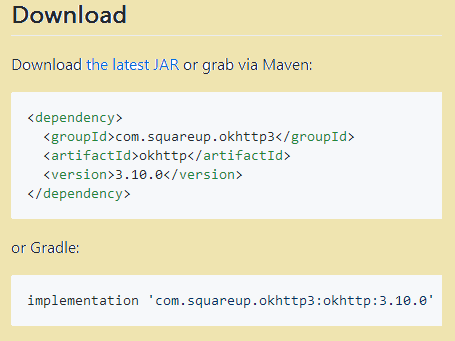 Download
Download the latest JAR or grab via Maven:
<dependency>
  <groupId>com.squareup.okhttp3</groupId>
  <artifactId>okhttp</artifactId>
  <version>3.10.0</version>
</dependency>
or Gradle:
implementation 'com.squareup.okhttp3:okhttp:3.10.0'